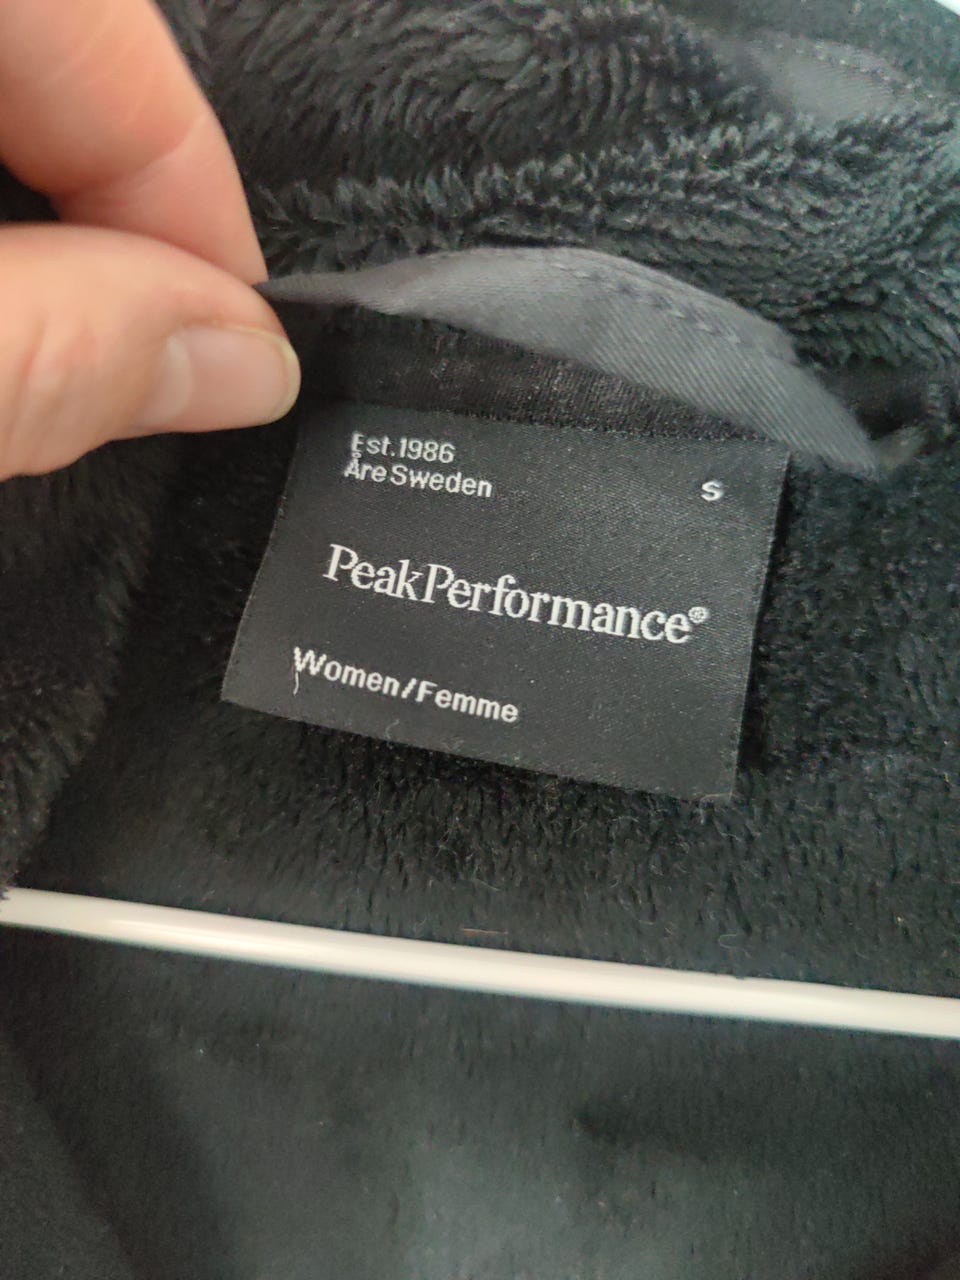 Est.1986
Åre Sweden
S
PeakPerformance®
Women/Femme